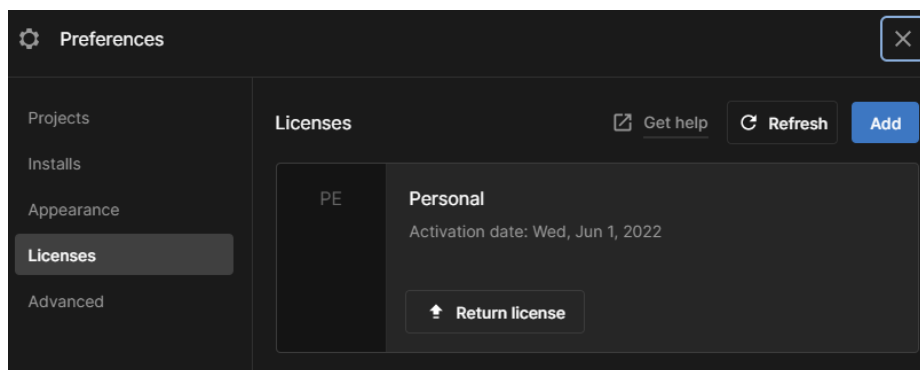 Preferences
Projects
Installs
Appearance
Licenses
Advanced
Licenses
Get help
Refresh
Add
PE
Personal
Activation date: Wed, Jun 1, 2022
Return license